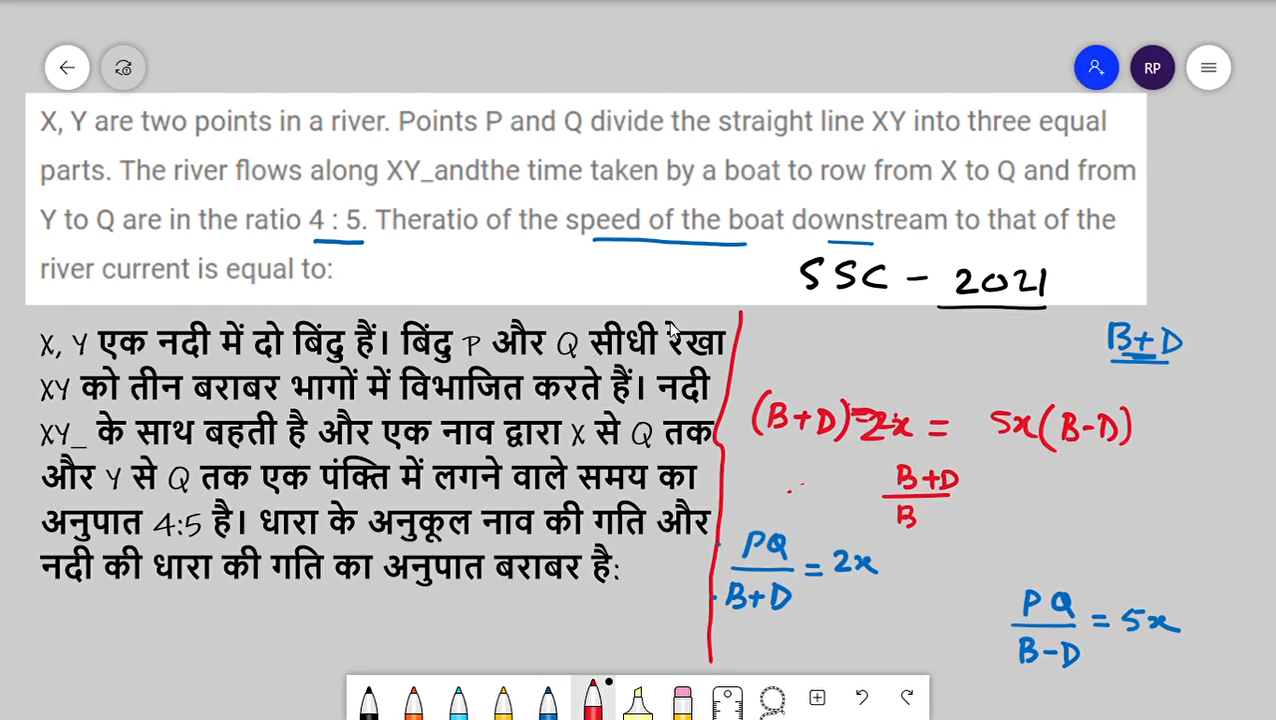 RP
X, Y are two points in a river. Points P and Q divide the straight line XY into three equal
parts. The river flows along XY_andthe time taken by a boat to row from X to Q and from
Y to Q are in the ratio 4 : 5. Theratio of the speed of the boat downstream to that of the
river current is equal to:
SSC - 2021
X, Y एक नदी में दो बिंदु हैं। बिंदु P और Q सीधी रेखा
XY को तीन बराबर भागों में विभाजित करते हैं। नदी
XY_ के साथ बहती है और एक नाव द्वारा X से Q तक
और Y से Q तक एक पंक्ति में लगने वाले समय का
अनुपात 4:5 है। धारा के अनुकूल नाव की गति और
नदी की धारा की गति का अनुपात बराबर है:
B+D
(B+D)=2x = 5x(B-D)
B+D
B
PQ
B+D = 2x
PQ
B-D = 5x